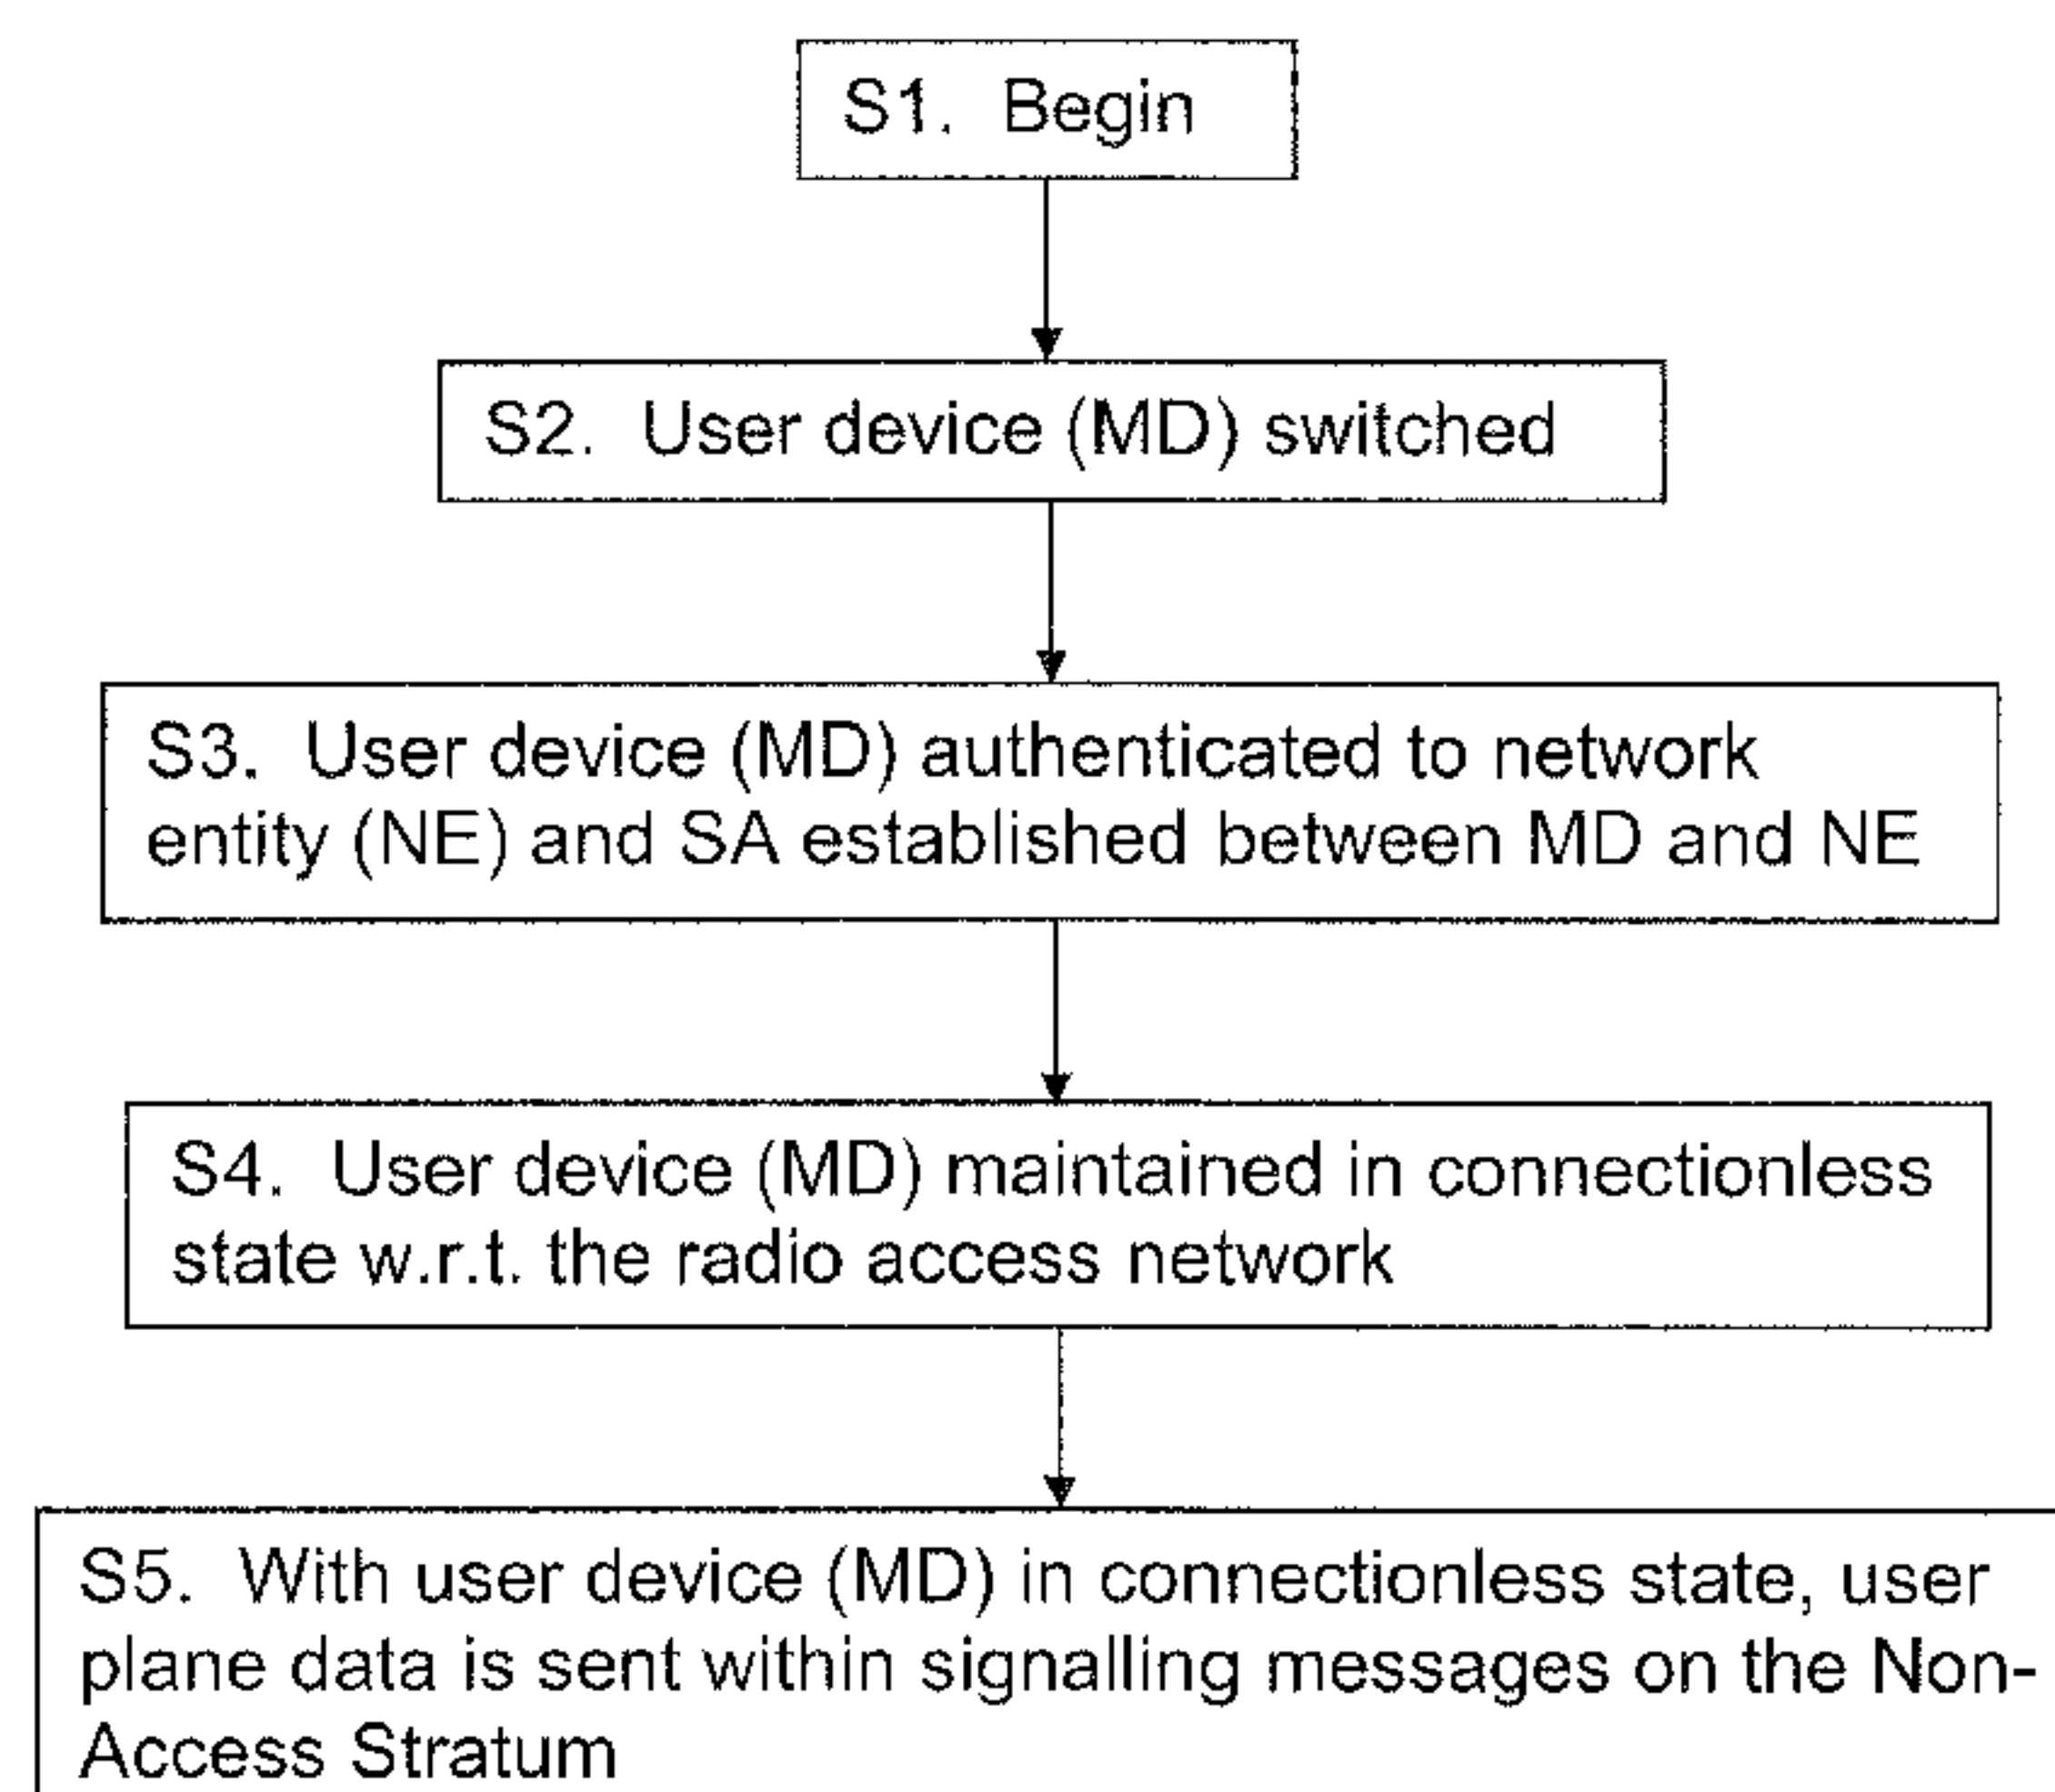 S1. Begin
S2. User device (MD) switched
S3. User device (MD) authenticated to network
entity (NE) and SA established between MD and NE
S4. User device (MD) maintained in connectionless
state w.r.t. the radio access network
S5. With user device (MD) in connectionless state, user
plane data is sent within signalling messages on the Non-
Access Stratum